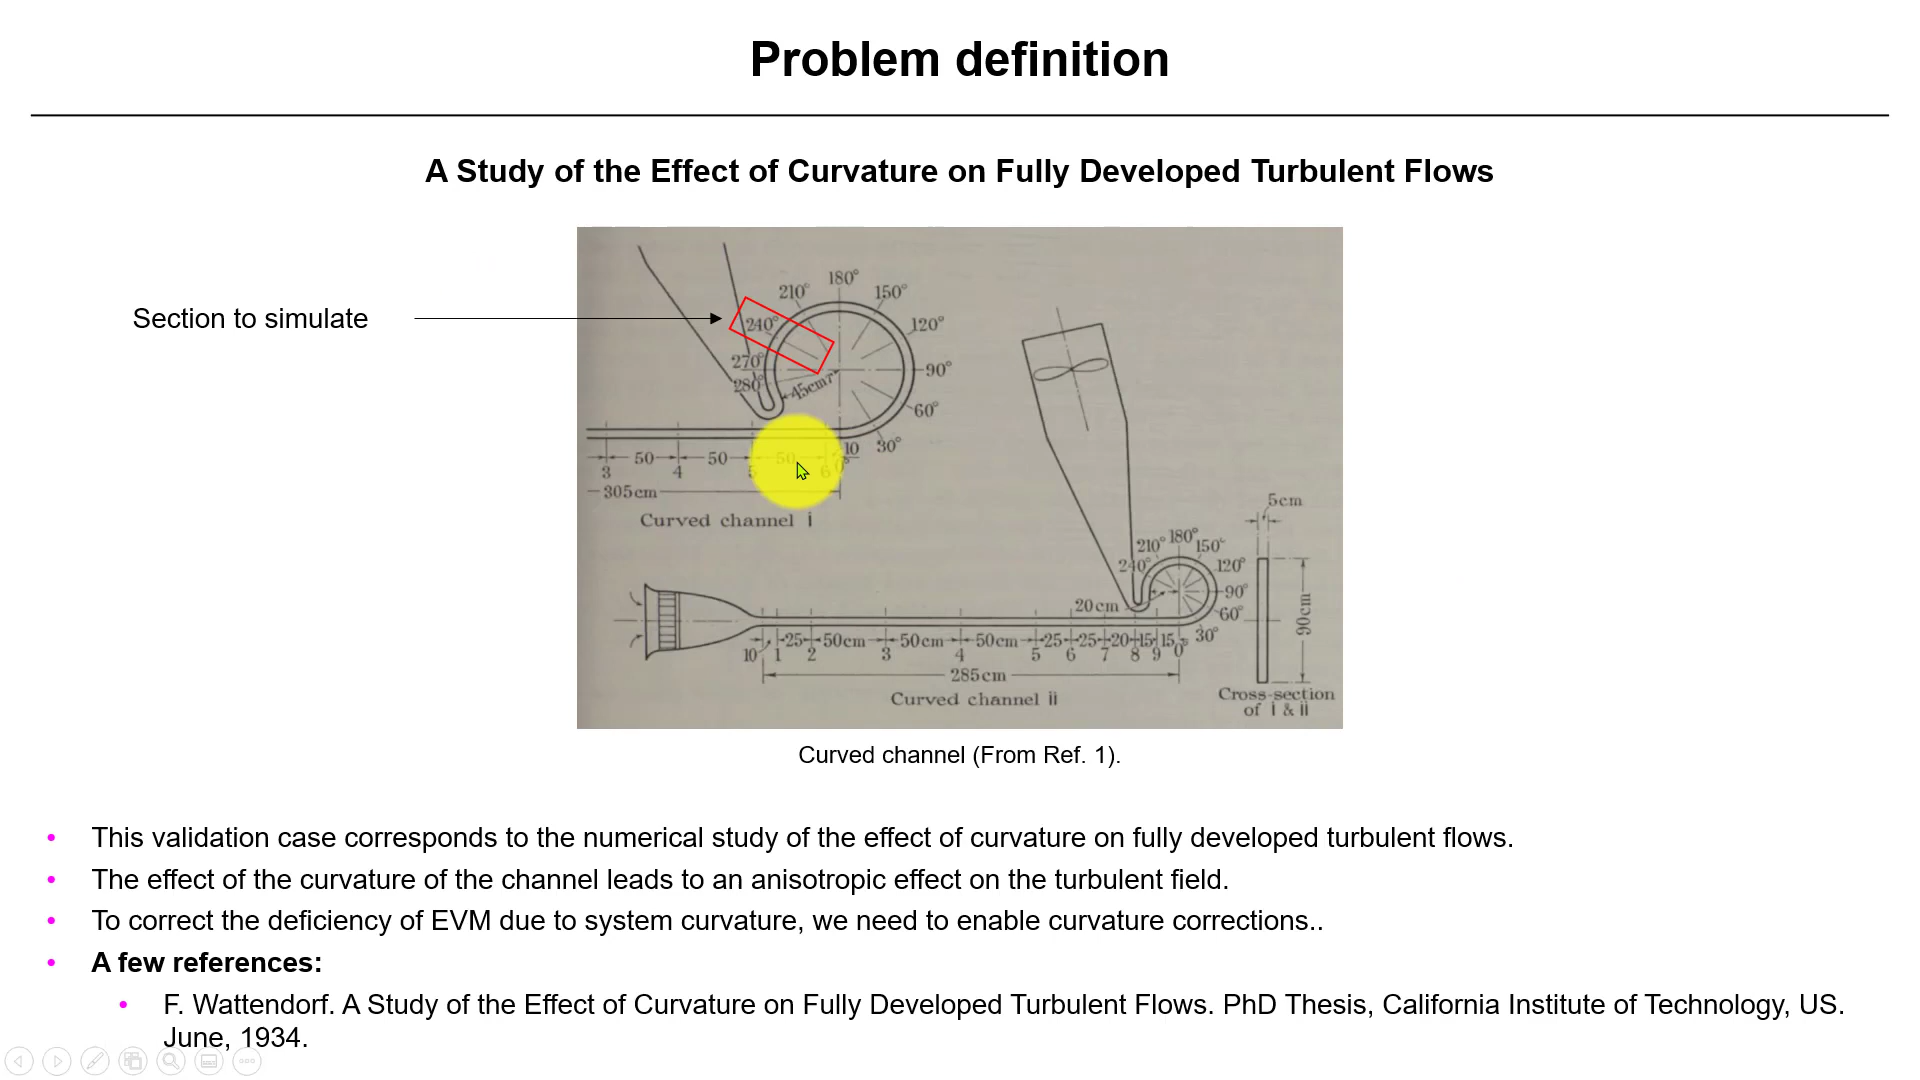 Problem definition
A Study of the Effect of Curvature on Fully Developed Turbulent Flows
Section to simulate
180°
210°
150°
240°
120°
270°
90°
280°
45cm r
60°
30°
10
0°
50
50
50
3
4
5
6
305cm
Curved channel i
5cm
180°
210°
150°
240°
120°
90°
20cm
60°
90cm
30°
25
50cm
50cm
50cm
25
25
20
15
15
10
1
2
3
4
5
6
7
8
9
0°
285cm
Curved channel ii
Cross-section
of i & ii
Curved channel (From Ref. 1).
• This validation case corresponds to the numerical study of the effect of curvature on fully developed turbulent flows.
• The effect of the curvature of the channel leads to an anisotropic effect on the turbulent field.
• To correct the deficiency of EVM due to system curvature, we need to enable curvature corrections..
• A few references:
• F. Wattendorf. A Study of the Effect of Curvature on Fully Developed Turbulent Flows. PhD Thesis, California Institute of Technology, US.
June, 1934.